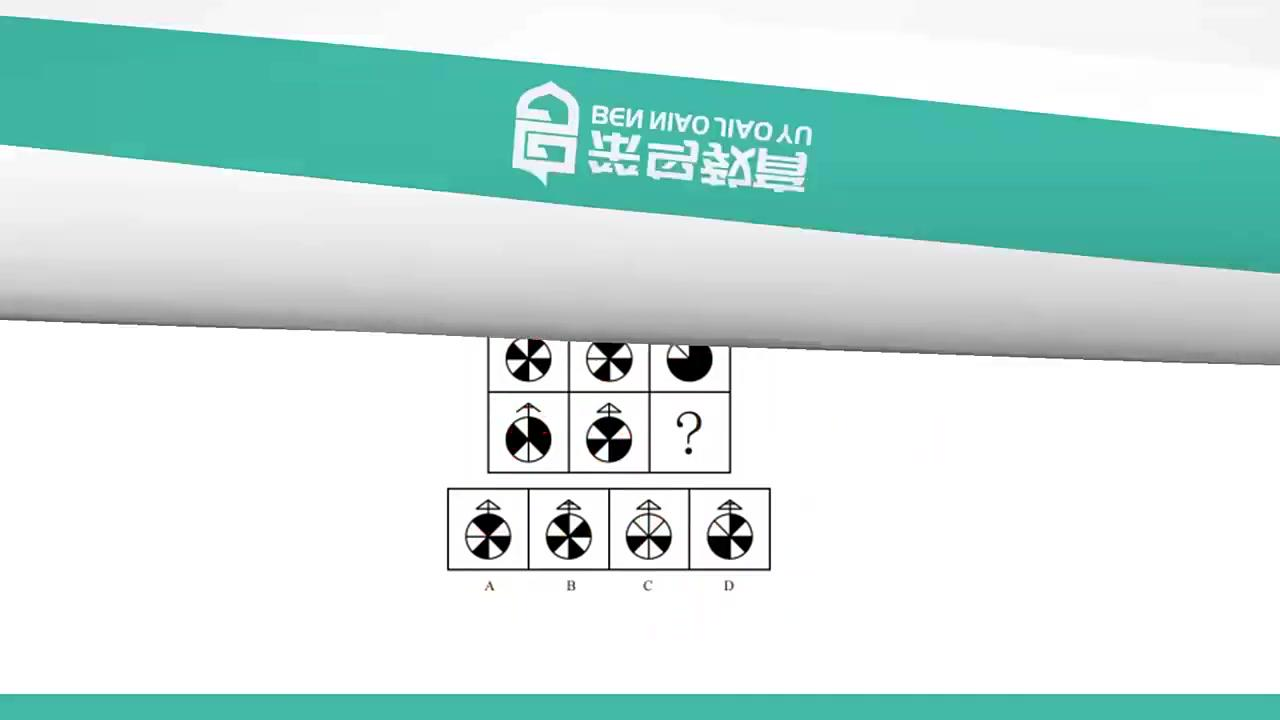 BEN NIAO JIAO YU
笨鸟教育
?
A B C D